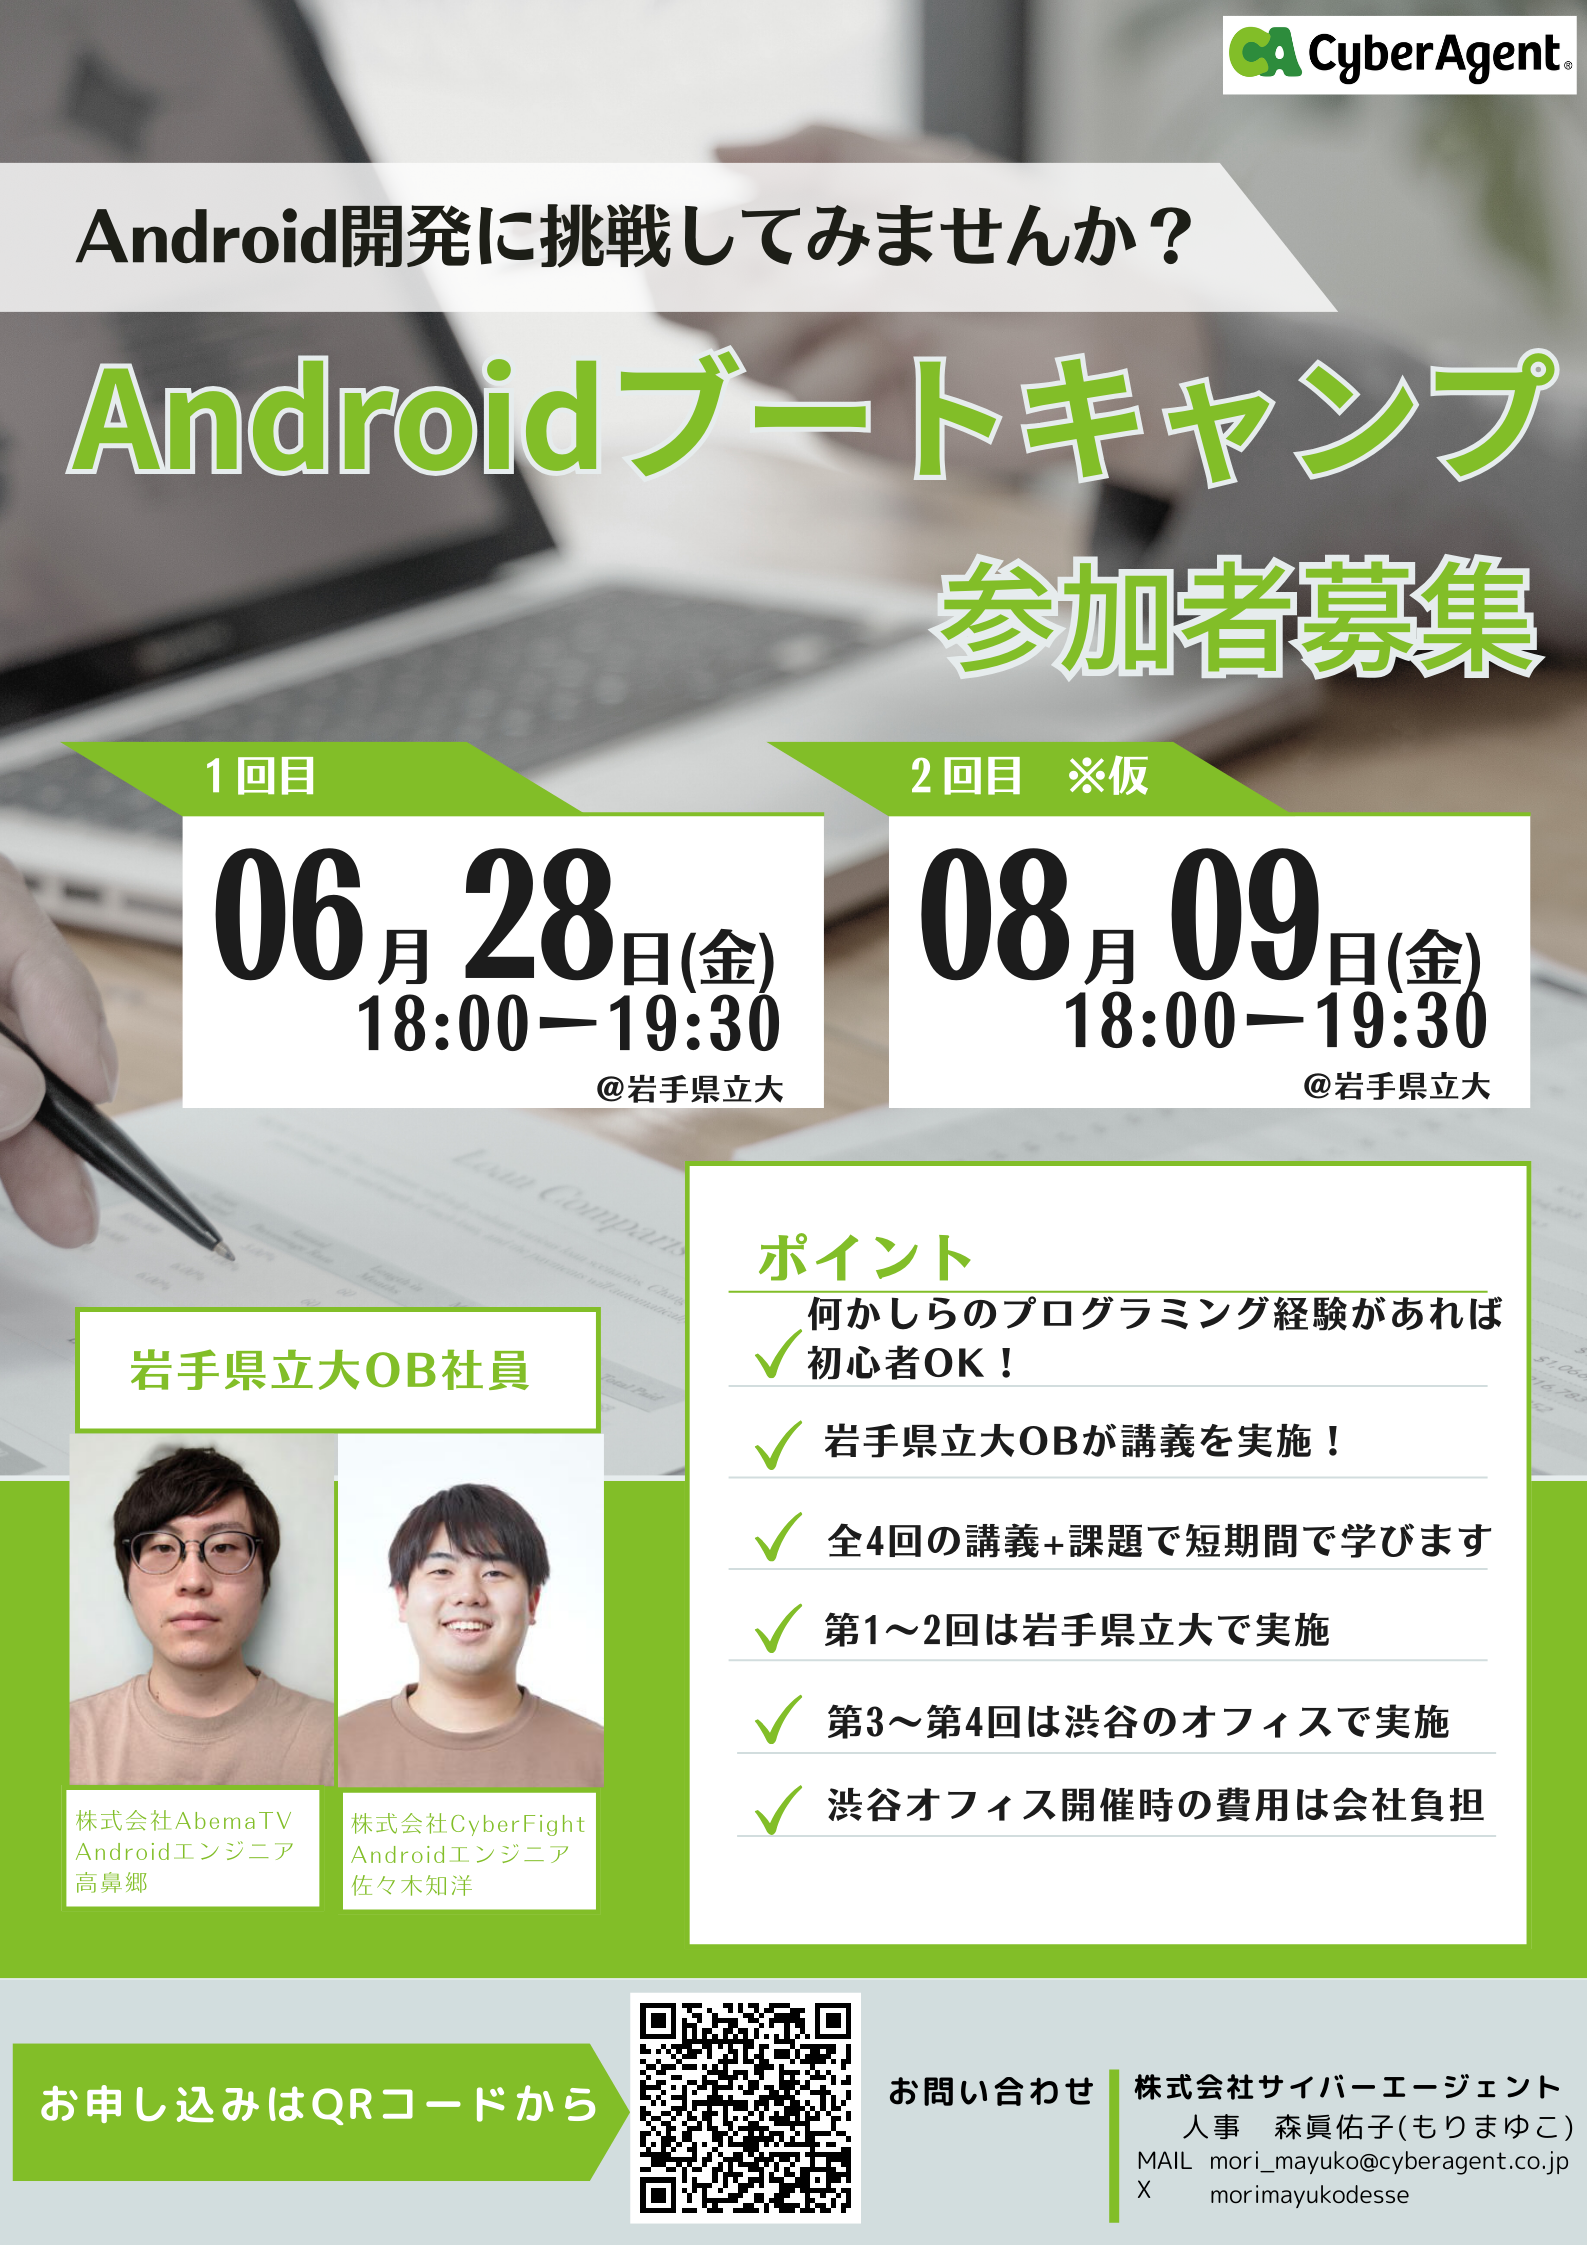 CyberAgent®
Android開発に挑戦してみませんか？
Androidブートキャンプ
参加者募集
1回目
06月28日(金)
18:00ー19:30
@岩手県立大
2回目　※仮
08月09日(金)
18:00ー19:30
@岩手県立大
ポイント
何かしらのプログラミング経験があれば
初心者OK！
岩手県立大OBが講義を実施！
全4回の講義+課題で短期間で学びます
第1〜2回は岩手県立大で実施
第3〜第4回は渋谷のオフィスで実施
渋谷オフィス開催時の費用は会社負担
岩手県立大OB社員
株式会社AbemaTV
Androidエンジニア
高鼻郷
株式会社CyberFight
Androidエンジニア
佐々木知洋
お申し込みはQRコードから
お問い合わせ
株式会社サイバーエージェント
人事　森眞佑子(もりまゆこ)
MAIL mori_mayuko@cyberagent.co.jp
X morimayukodesse